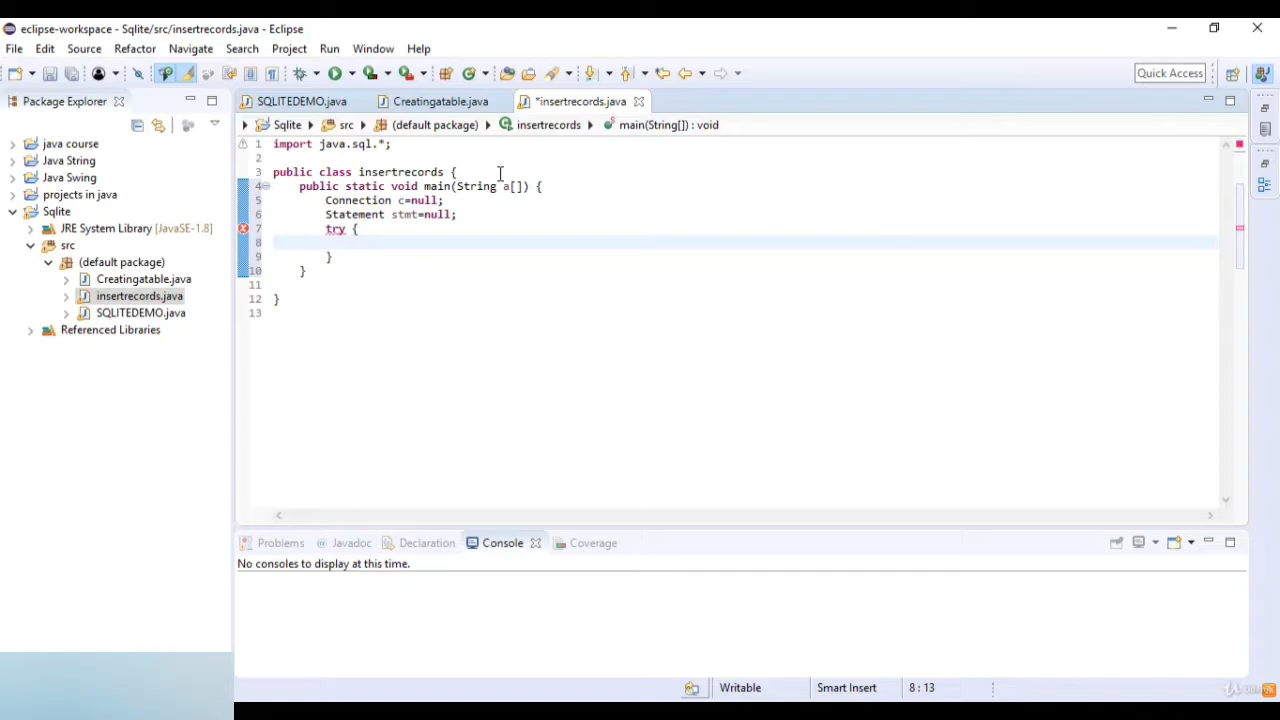 eclipse-workspace - Sqlite/src/insertrecords.java - Eclipse
File Edit Source Refactor Navigate Search Project Run Window Help
Quick Access
Package Explorer
SQLITEDEMO.java Creatingatable.java *insertrecords.java
Sqlite src (default package) insertrecords main(String[]) : void
java course
Java String
Java Swing
projects in java
Sqlite
JRE System Library [JavaSE-1.8]
src
(default package)
Creatingatable.java
insertrecords.java
SQLITEDEMO.java
Referenced Libraries
1 import java.sql.*;
2
3 public class insertrecords {
4 public static void main(String a[]) {
5 Connection c=null;
6 Statement stmt=null;
7 try {
8
9 }
10 }
11
12 }
13
Problems Javadoc Declaration Console Coverage
No consoles to display at this time.
Writable Smart Insert 8 : 13